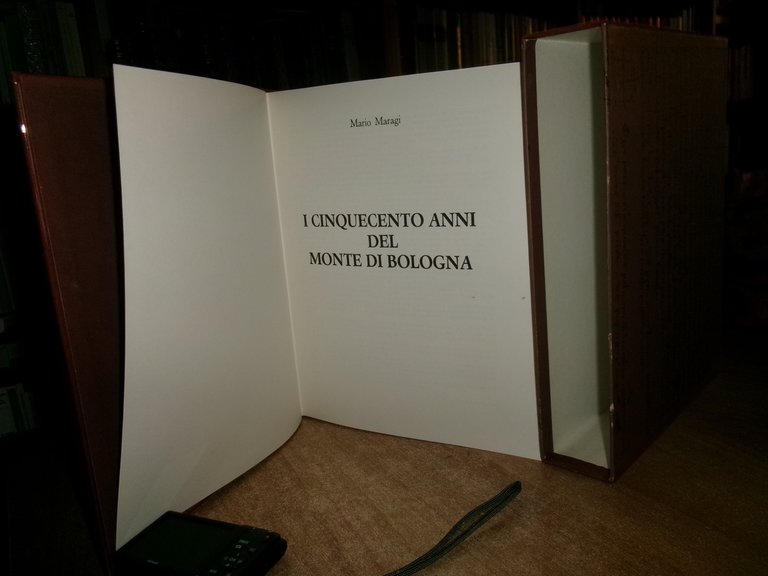 Mario Maragi
I CINQUECENTO ANNI
DEL
MONTE DI BOLOGNA